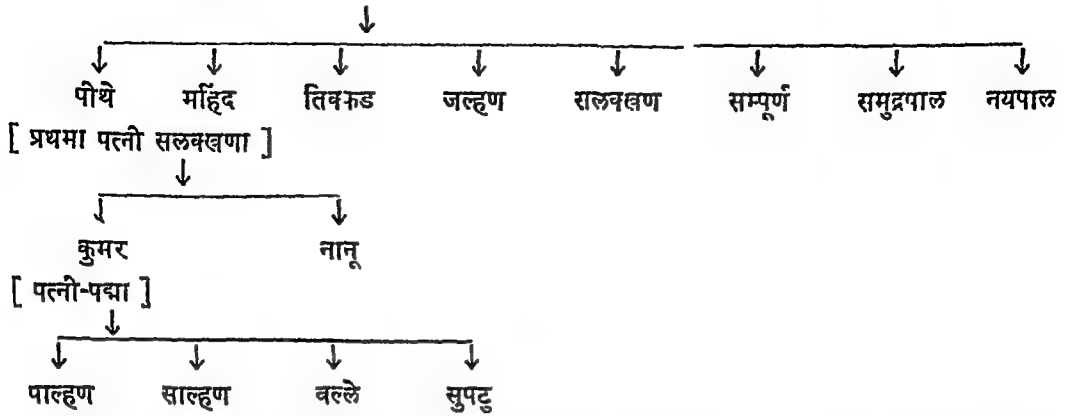 पोथे महिंद तिक्कड जल्हण सलक्खण सम्पूर्ण समुद्रपाल नयपाल
[ प्रथमा पत्नी सलक्खणा ]
कुमर नानू
[ पत्नी-पद्मा ]
पाल्हण साल्हण वल्ले सुपटु